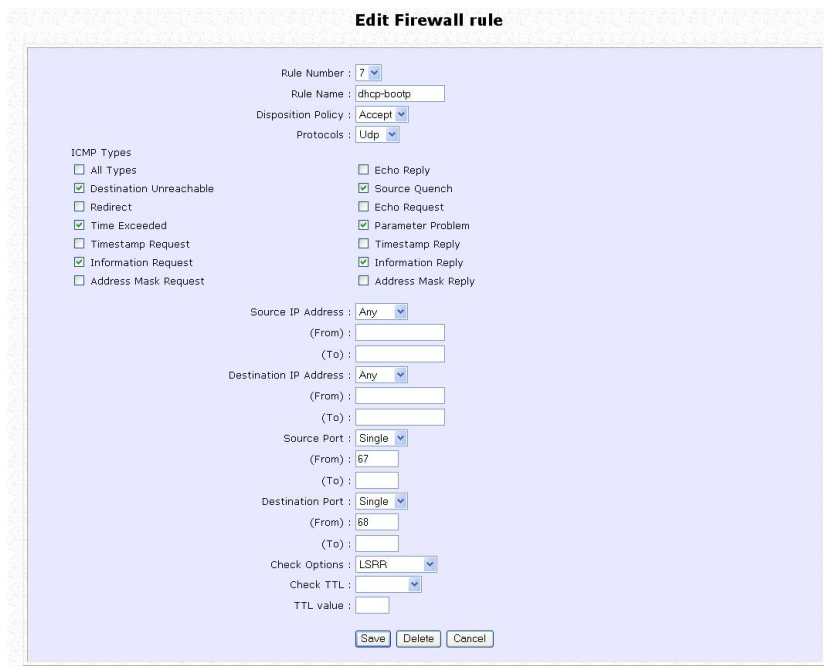 Edit Firewall rule
Rule Number : 7
Rule Name : dhcp-bootp
Disposition Policy : Accept
Protocols : Udp
ICMP Types
All Types Echo Reply
Destination Unreachable Source Quench
Redirect Echo Request
Time Exceeded Parameter Problem
Timestamp Request Timestamp Reply
Information Request Information Reply
Address Mask Request Address Mask Reply
Source IP Address : Any
(From) :
(To) :
Destination IP Address : Any
(From) :
(To) :
Source Port : Single
(From) : 67
(To) :
Destination Port : Single
(From) : 68
(To) :
Check Options : LSRR
Check TTL :
TTL value :
Save Delete Cancel